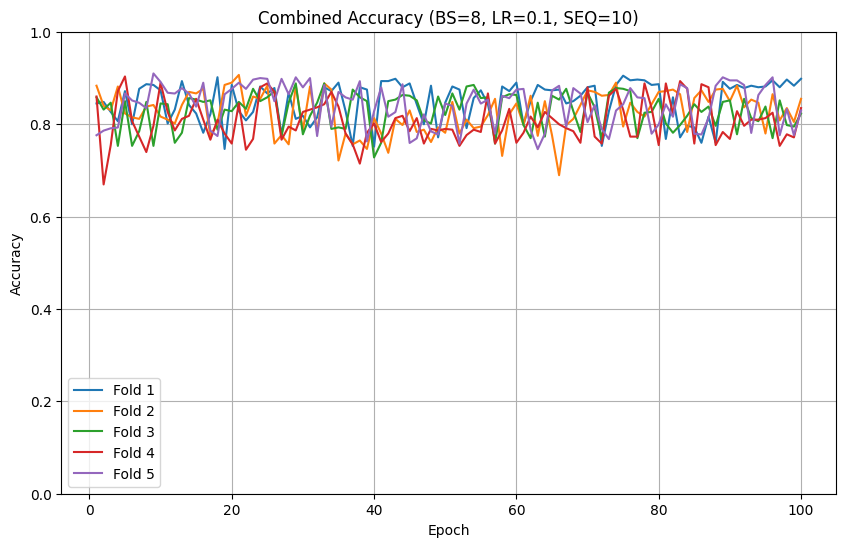 Combined Accuracy (BS=8, LR=0.1, SEQ=10)
1.0
0.8
0.6
0.4
0.2
0.0
Accuracy
Fold 1
Fold 2
Fold 3
Fold 4
Fold 5
0 20 40 60 80 100
Epoch